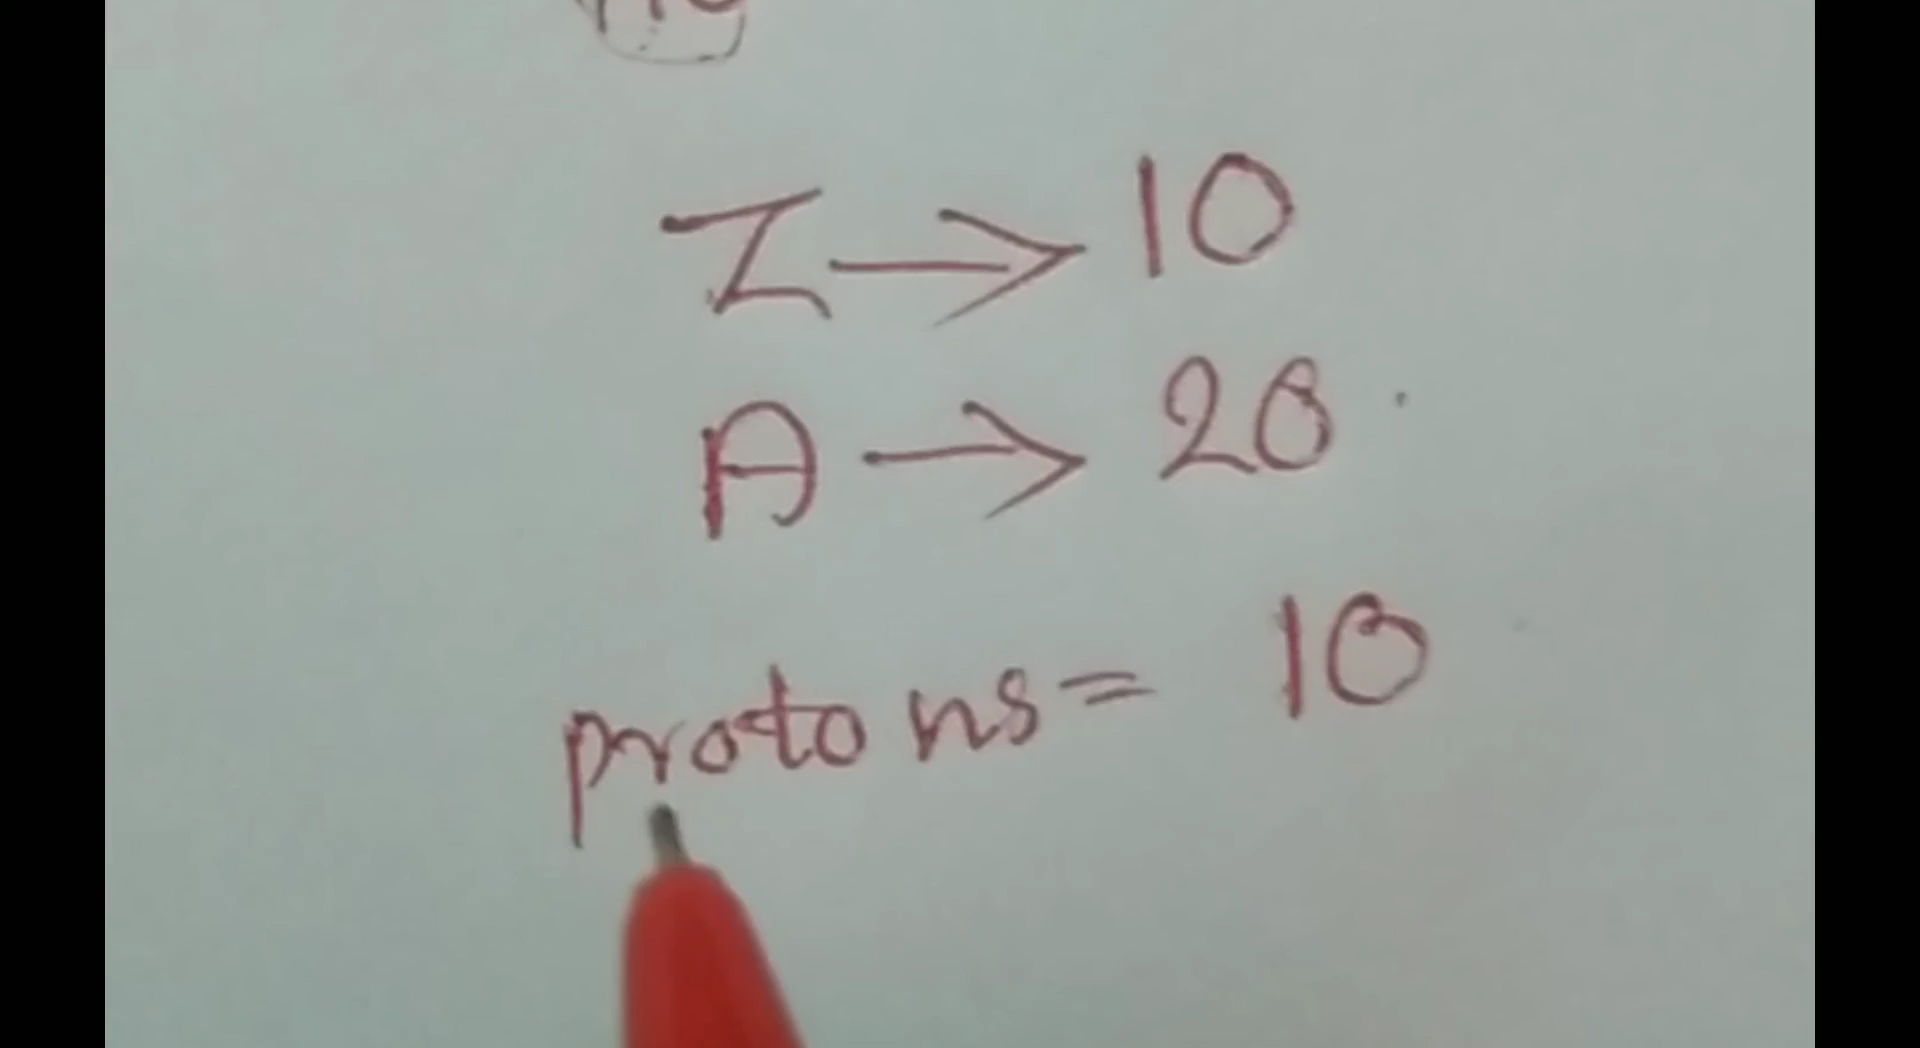 Z → 10
A → 20
protons = 10